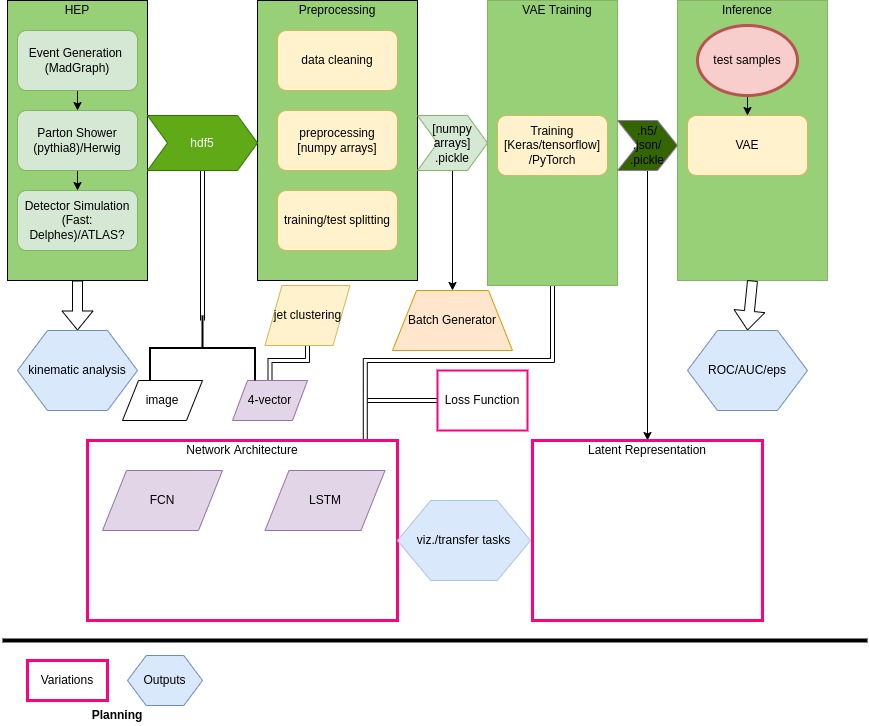 HEP
Event Generation
(MadGraph)
Parton Shower
(pythia8)/Herwig
Detector Simulation
(Fast:
Delphes)/ATLAS?
hdf5
Preprocessing
data cleaning
preprocessing
[numpy arrays]
training/test splitting
[numpy
arrays]
.pickle
VAE Training
Training
[Keras/tensorflow]
/PyTorch
.h5/
.json/
.pickle
Inference
test samples
VAE
kinematic analysis
image
4-vector
jet clustering
Batch Generator
Loss Function
ROC/AUC/eps
Network Architecture
FCN
LSTM
viz./transfer tasks
Latent Representation
Variations
Outputs
Planning